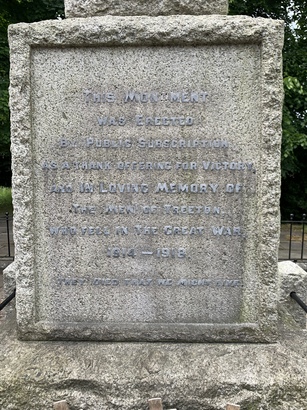 THIS MONUMENT
WAS ERECTED
BY PUBLIC SUBSCRIPTION,
AS A THANK OFFERING FOR VICTORY,
AND IN LOVING MEMORY OF
THE MEN OF TREETON,
WHO FELL IN THE GREAT WAR,
1914 — 1918.
THEY DIED THAT WE MIGHT LIVE